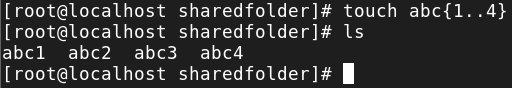 [root@localhost sharedfolder]# touch abc{1..4}
[root@localhost sharedfolder]# ls
abc1  abc2  abc3  abc4
[root@localhost sharedfolder]#